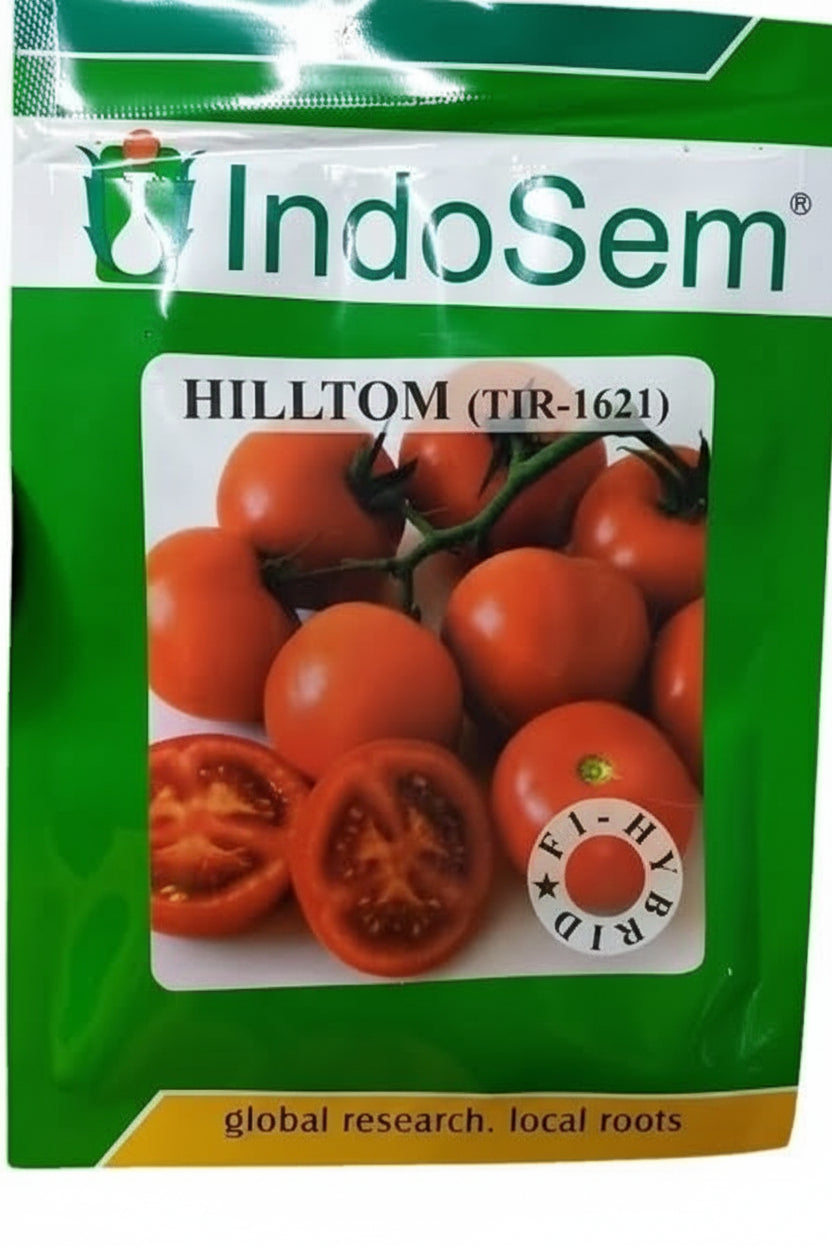 IndoSem®
HILLTOM (TIR-1621)
F1-HYBRID ★
global research. local roots